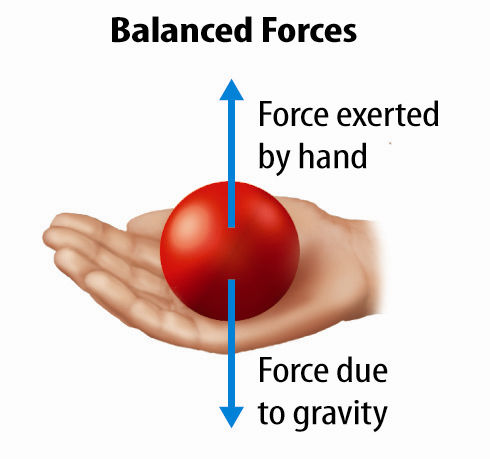 Balanced Forces
Force exerted
by hand
Force due
to gravity